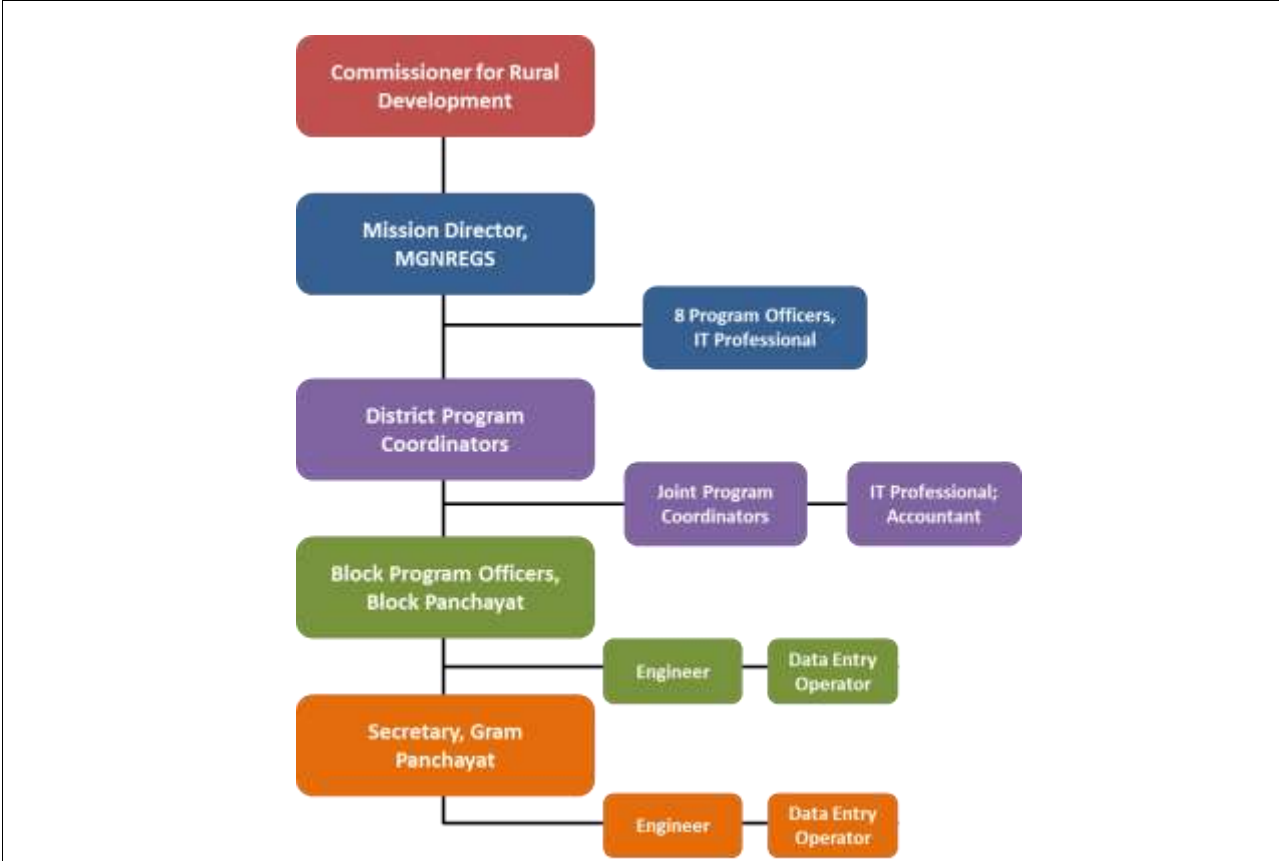 Commissioner for Rural
Development
Mission Director,
MGNREGS
8 Program Officers,
IT Professional
District Program
Coordinators
Joint Program
Coordinators
IT Professional;
Accountant
Block Program Officers,
Block Panchayat
Engineer
Data Entry
Operator
Secretary, Gram
Panchayat
Engineer
Data Entry
Operator